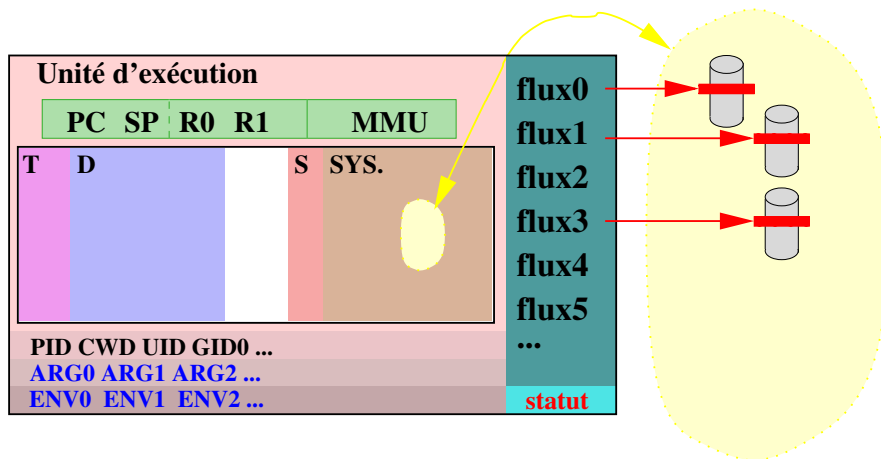 Unité d'exécution
PC SP R0 R1 MMU
T D S SYS.
PID CWD UID GID0 ...
ARG0 ARG1 ARG2 ...
ENV0 ENV1 ENV2 ...
flux0
flux1
flux2
flux3
flux4
flux5
...
statut